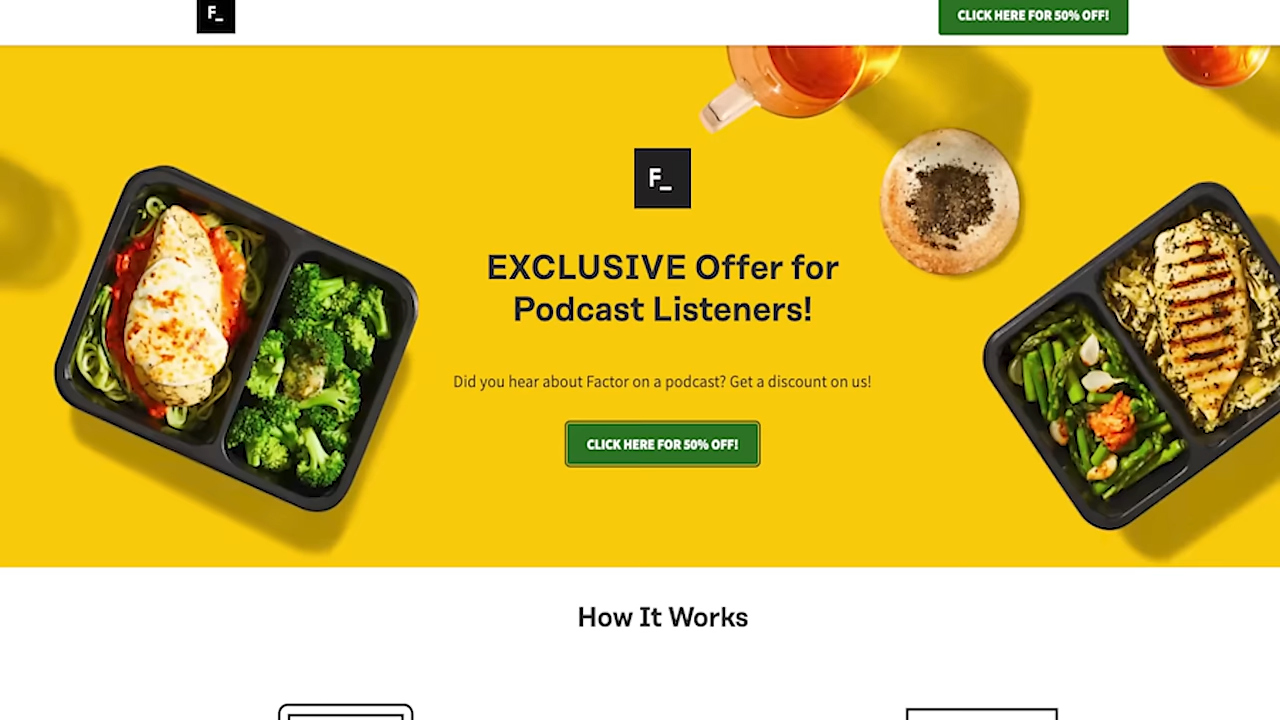 F_
CLICK HERE FOR 50% OFF!
F_
EXCLUSIVE Offer for
Podcast Listeners!
Did you hear about Factor on a podcast? Get a discount on us!
CLICK HERE FOR 50% OFF!
How It Works